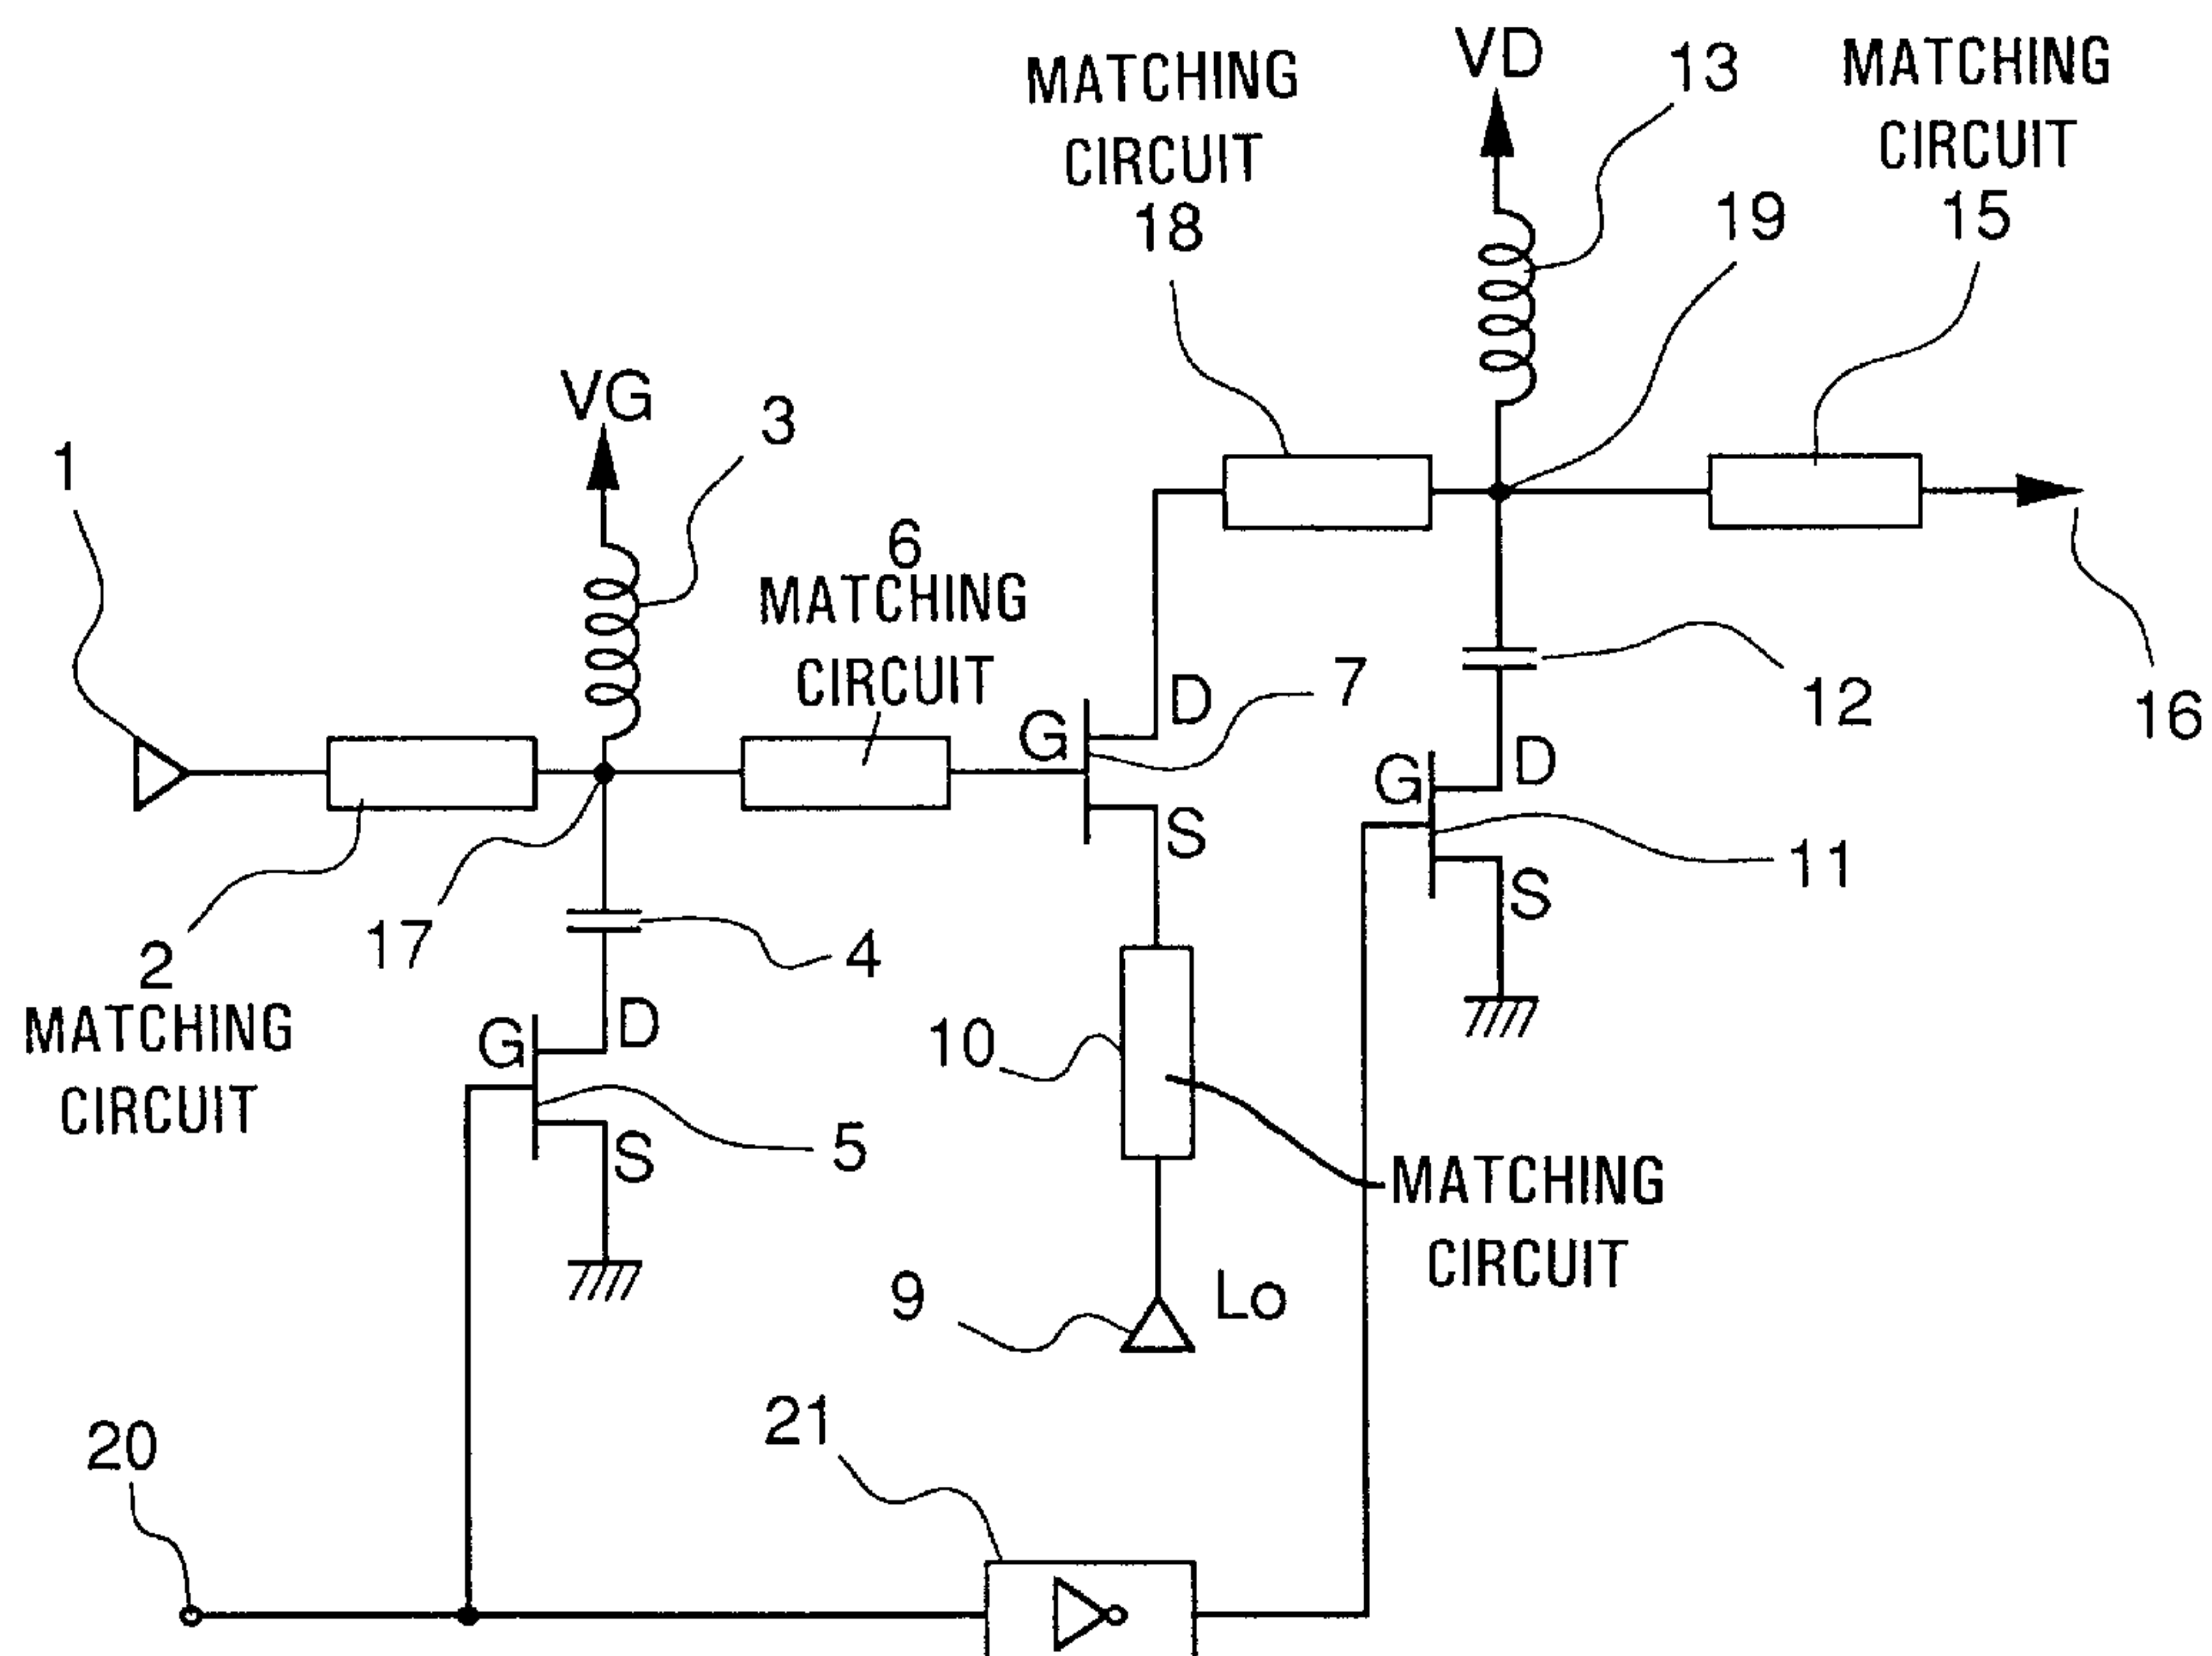 VD
13
MATCHING
CIRCUIT
18
MATCHING
CIRCUIT
15
19
VG
3
1
6
MATCHING
CIRCUIT
7
12
16
G
D
S
G
D
S
11
17
4
2
MATCHING
CIRCUIT
G
D
S
5
10
MATCHING
CIRCUIT
9
Lo
20
21